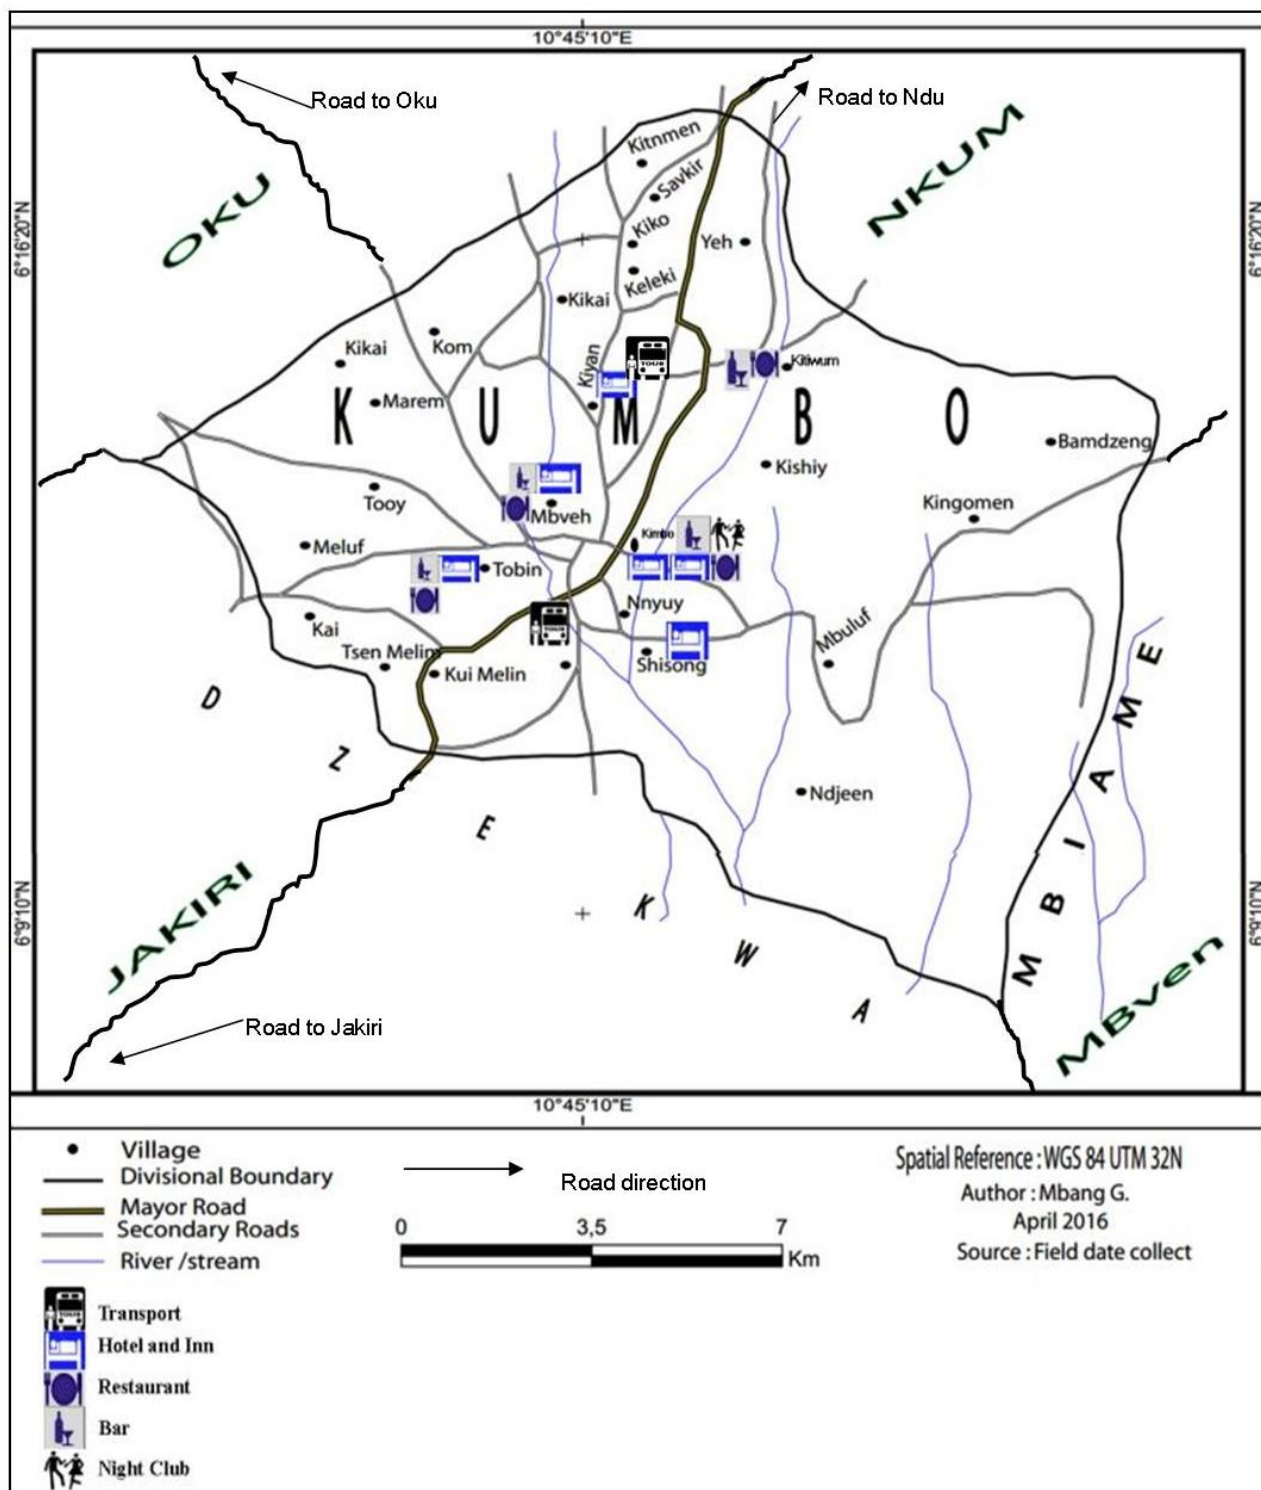 10°45'10"E
Road to Oku
Road to Ndu
OKU
NKUM
6°16'20"N
6°16'20"N
Kitnmen
Savkir
Kiko
Yeh
Keleki
Kikai
Kom
Kikai
Kiyan
TOUR
Kitiwum
Marem
K U M B O
Bamdzeng
Kishiy
Tooy
Mbveh
Kingomen
Kimbo
Meluf
Tobin
Nnyuy
TOUR
Kai
Tsen Melim
Kui Melin
Shisong
Mbuluf
Ndjeen
D Z E K W A
MBIAME
JAKIRI
MBven
6°9'10"N
6°9'10"N
Road to Jakiri
10°45'10"E
Village
Divisional Boundary
Mayor Road
Secondary Roads
River /stream
Road direction
0 3,5 7
Km
Spatial Reference : WGS 84 UTM 32N
Author : Mbang G.
April 2016
Source : Field date collect
TOUR
Transport
Hotel and Inn
Restaurant
Bar
Night Club